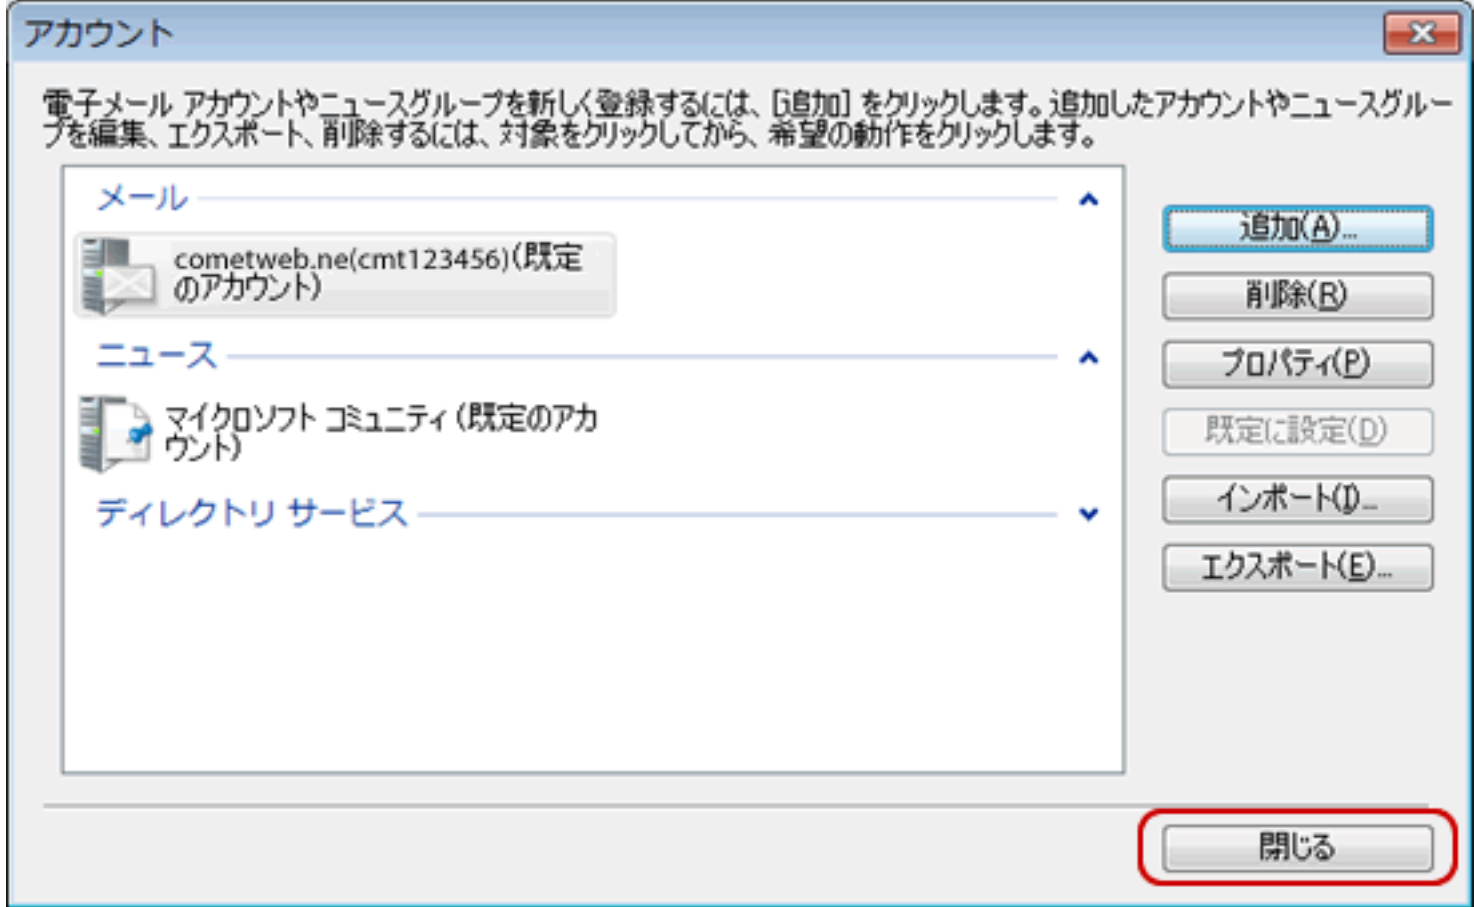 アカウント
電子メール アカウントやニュースグループを新しく登録するには、[追加] をクリックします。追加したアカウントやニュースグルー
プを編集、エクスポート、削除するには、対象をクリックしてから、希望の動作をクリックします。
メール
cometweb.ne(cmt123456)(既定
のアカウント)
ニュース
マイクロソフト コミュニティ (既定のアカ
ウント)
ディレクトリ サービス
追加(A)...
削除(R)
プロパティ(P)
既定に設定(D)
インポート(I)...
エクスポート(E)...
閉じる